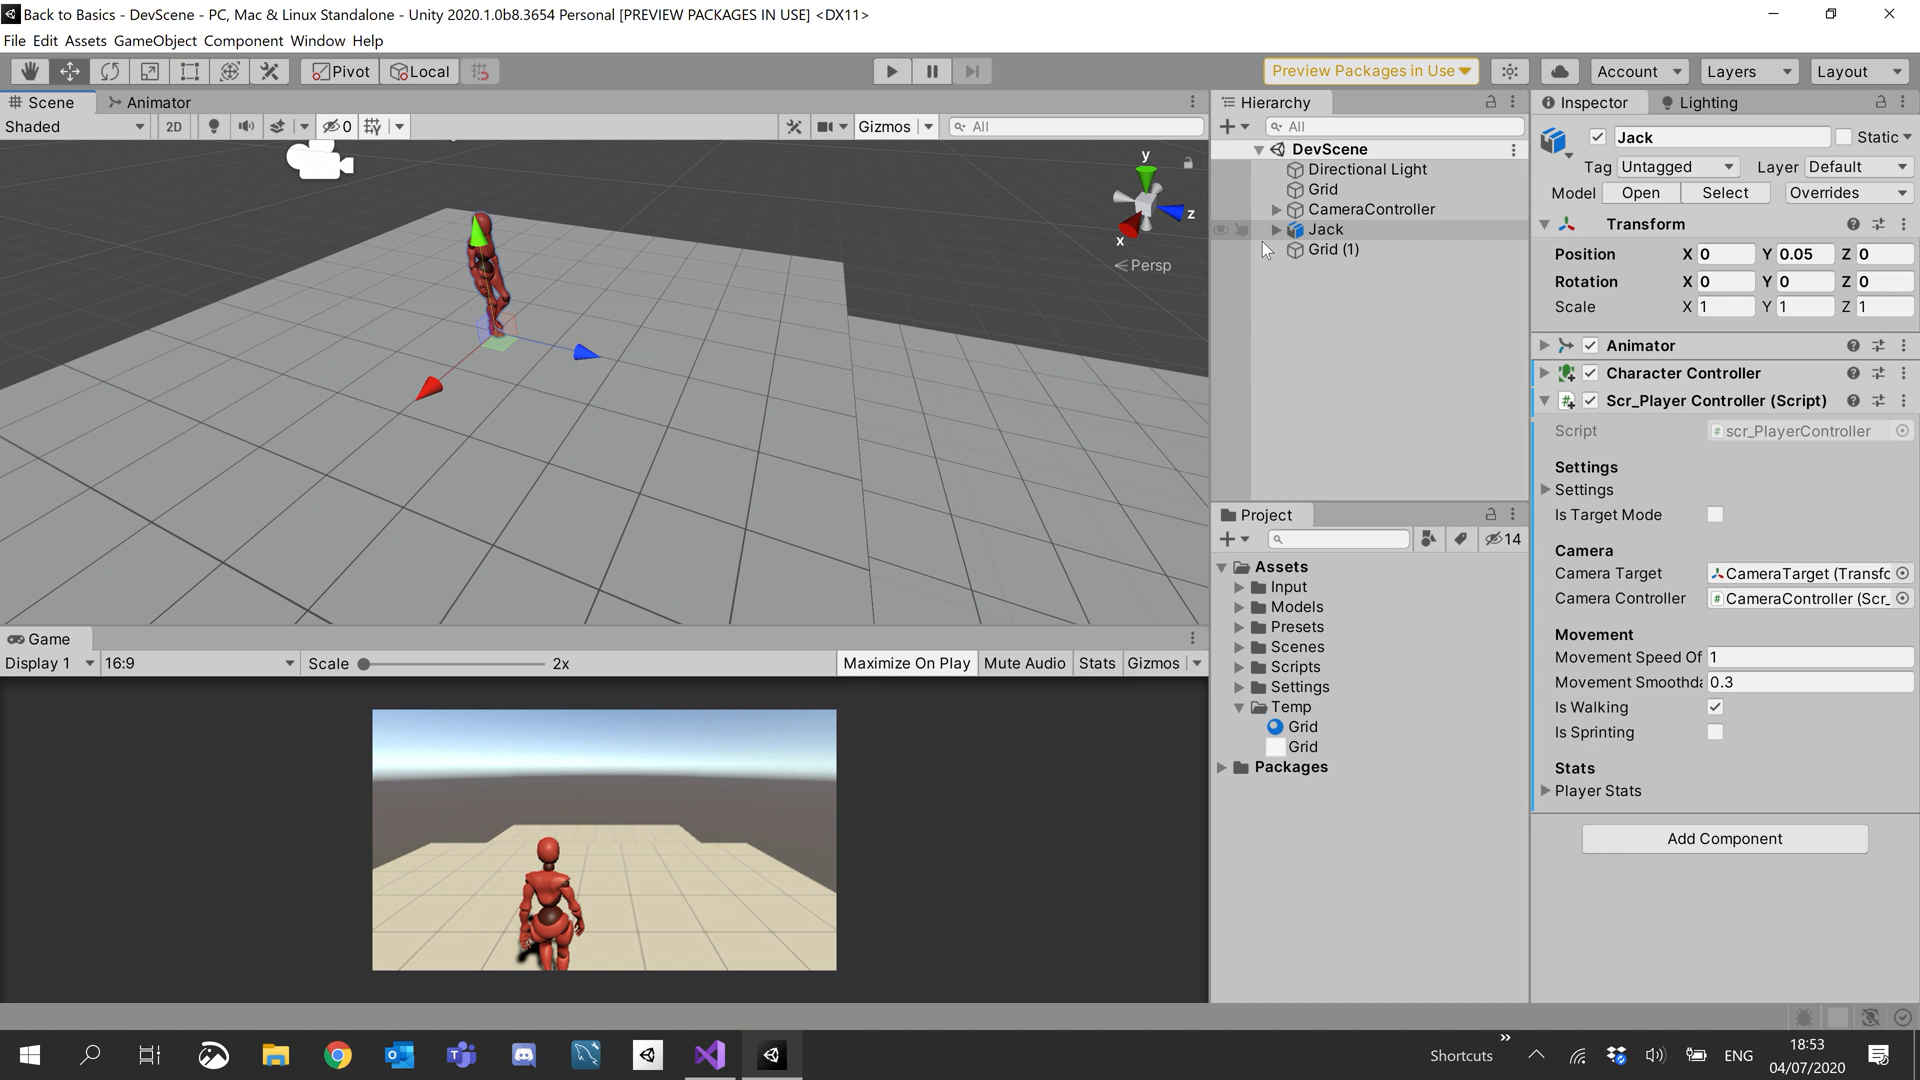 Back to Basics - DevScene - PC, Mac & Linux Standalone - Unity 2020.1.0b8.3654 Personal [PREVIEW PACKAGES IN USE] <DX11>
File Edit Assets GameObject Component Window Help
Pivot Local Preview Packages in Use Account Layers Layout
Scene Animator
Shaded 2D 0 Gizmos All
y
z
x
Persp
Game
Display 1 16:9 Scale 2x Maximize On Play Mute Audio Stats Gizmos
Hierarchy
All
DevScene
Directional Light
Grid
CameraController
Jack
Grid (1)
Project
14
Assets
Input
Models
Presets
Scenes
Scripts
Settings
Temp
Grid
Grid
Packages
Inspector Lighting
Jack Static
Tag Untagged Layer Default
Model Open Select Overrides
Transform
Position X 0 Y 0.05 Z 0
Rotation X 0 Y 0 Z 0
Scale X 1 Y 1 Z 1
Animator
Character Controller
Scr_Player Controller (Script)
Script scr_PlayerController
Settings
Settings
Is Target Mode
Camera
Camera Target CameraTarget (Transfo
Camera Controller CameraController (Scr_
Movement
Movement Speed Of 1
Movement Smoothda 0.3
Is Walking
Is Sprinting
Stats
Player Stats
Add Component
Shortcuts ENG 18:53
04/07/2020